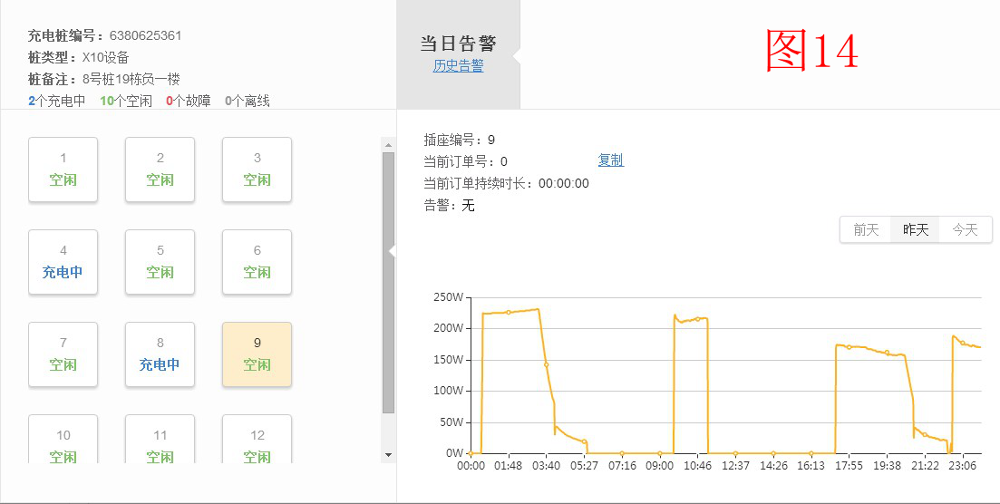 充电桩编号：6380625361
桩类型：X10设备
桩备注：8号桩19栋负一楼
2个充电中 10个空闲 0个故障 0个离线
当日告警
历史告警
图14
1
空闲
2
空闲
3
空闲
4
充电中
5
空闲
6
空闲
7
空闲
8
充电中
9
空闲
10
空闲
11
空闲
12
空闲
插座编号：9
当前订单号：0 复制
当前订单持续时长：00:00:00
告警：无
前天 昨天 今天
250W
200W
150W
100W
50W
0W
00:00 01:48 03:40 05:27 07:16 09:00 10:46 12:37 14:26 16:13 17:55 19:38 21:22 23:06